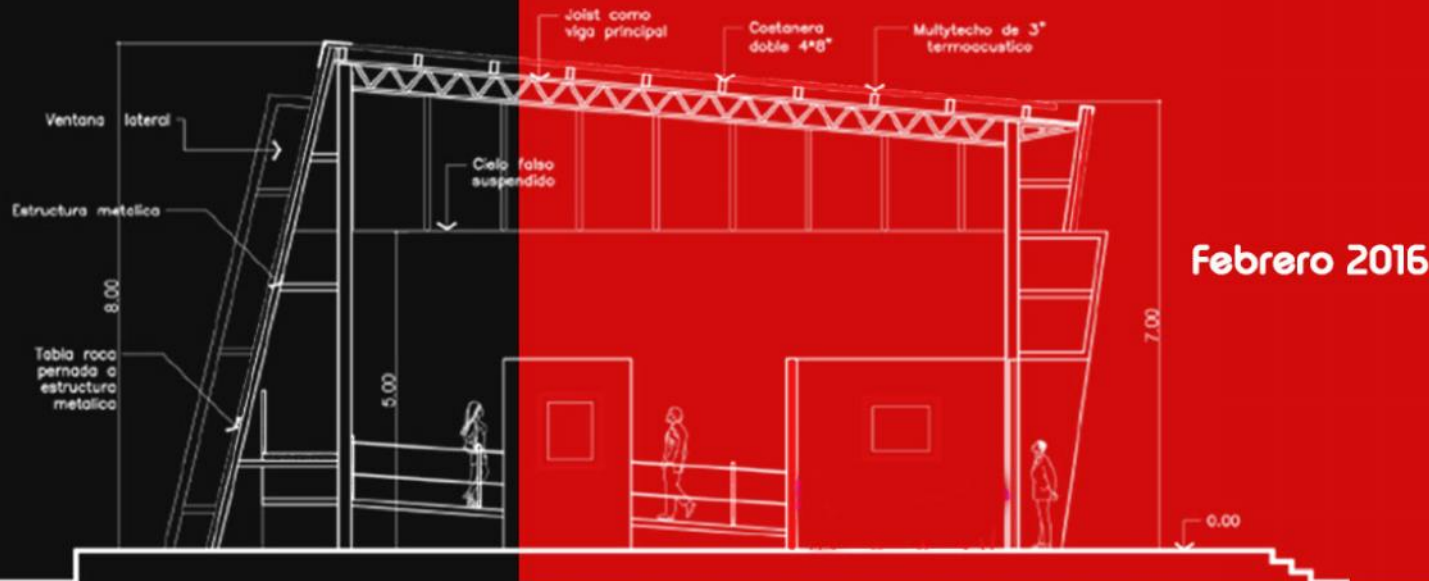 Joist como
viga principal
Costanera
doble 4*8"
Multytecho de 3"
termoacustico
Ventana lateral
Cielo falso
suspendido
Estructura metalica
Febrero 2016
8.00
7.00
Tabla roca
pernada a
estructura
metalica
5.00
0.00